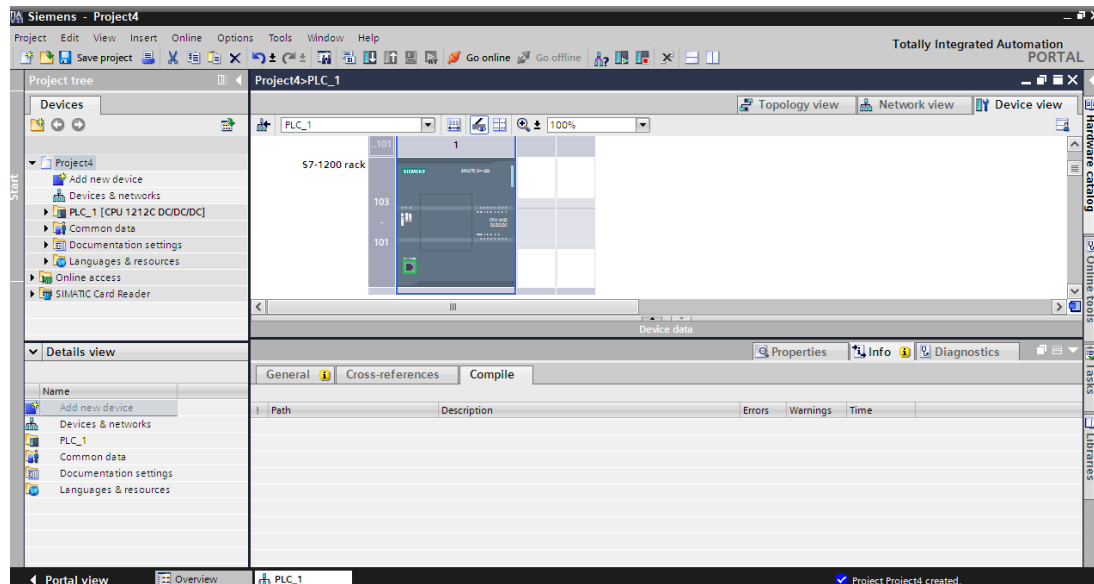 Siemens - Project4
Project Edit View Insert Online Options Tools Window Help
Totally Integrated Automation
PORTAL
Save project Go online Go offline
Project tree
Project4>PLC_1
Devices
Topology view Network view Device view
PLC_1 100%
Project4
Add new device
Devices & networks
PLC_1 [CPU 1212C DC/DC/DC]
Common data
Documentation settings
Languages & resources
Online access
SIMATIC Card Reader
Start
1
S7-1200 rack
SIEMENS
103
101
Device data
Hardware catalog
Online tools
Tasks
Libraries
Details view
Properties Info Diagnostics
General Cross-references Compile
Name
Add new device
Devices & networks
PLC_1
Common data
Documentation settings
Languages & resources
! Path Description Errors Warnings Time
Portal view Overview PLC_1 Project Project4 created.